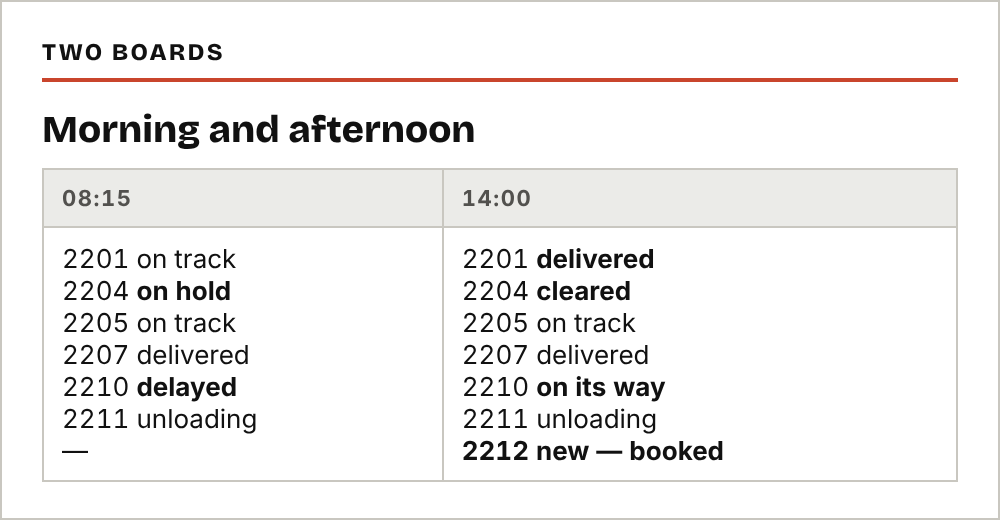 TWO BOARDS
Morning and afternoon
08:15
14:00
2201 on track
2204 on hold
2205 on track
2207 delivered
2210 delayed
2211 unloading
—
2201 delivered
2204 cleared
2205 on track
2207 delivered
2210 on its way
2211 unloading
2212 new — booked